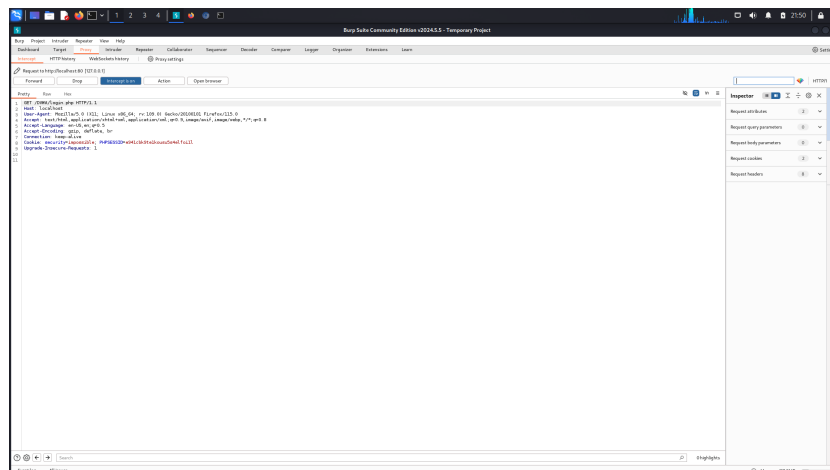 1 2 3 4
21:50
Burp Suite Community Edition v2024.5.5 - Temporary Project
Burp Project Intruder Repeater View Help
Dashboard Target Proxy Intruder Repeater Collaborator Sequencer Decoder Comparer Logger Organizer Extensions Learn
Intercept HTTP history WebSockets history Proxy settings
Request to http://localhost:80 [127.0.0.1]
Forward Drop Intercept is on Action Open browser
HTTP/1
Pretty Raw Hex
Inspector
1 GET /DVWA/login.php HTTP/1.1
2 Host: localhost
3 User-Agent: Mozilla/5.0 (X11; Linux x86_64; rv:109.0) Gecko/20100101 Firefox/115.0
4 Accept: text/html,application/xhtml+xml,application/xml;q=0.9,image/avif,image/webp,*/*;q=0.8
5 Accept-Language: en-US,en;q=0.5
6 Accept-Encoding: gzip, deflate, br
7 Connection: keep-alive
8 Cookie: security=impossible;
9 Upgrade-Insecure-Requests: 1
10
11
Request attributes 2
Request query parameters 0
Request body parameters 0
Request cookies 2
Request headers 8
Search
0 highlights